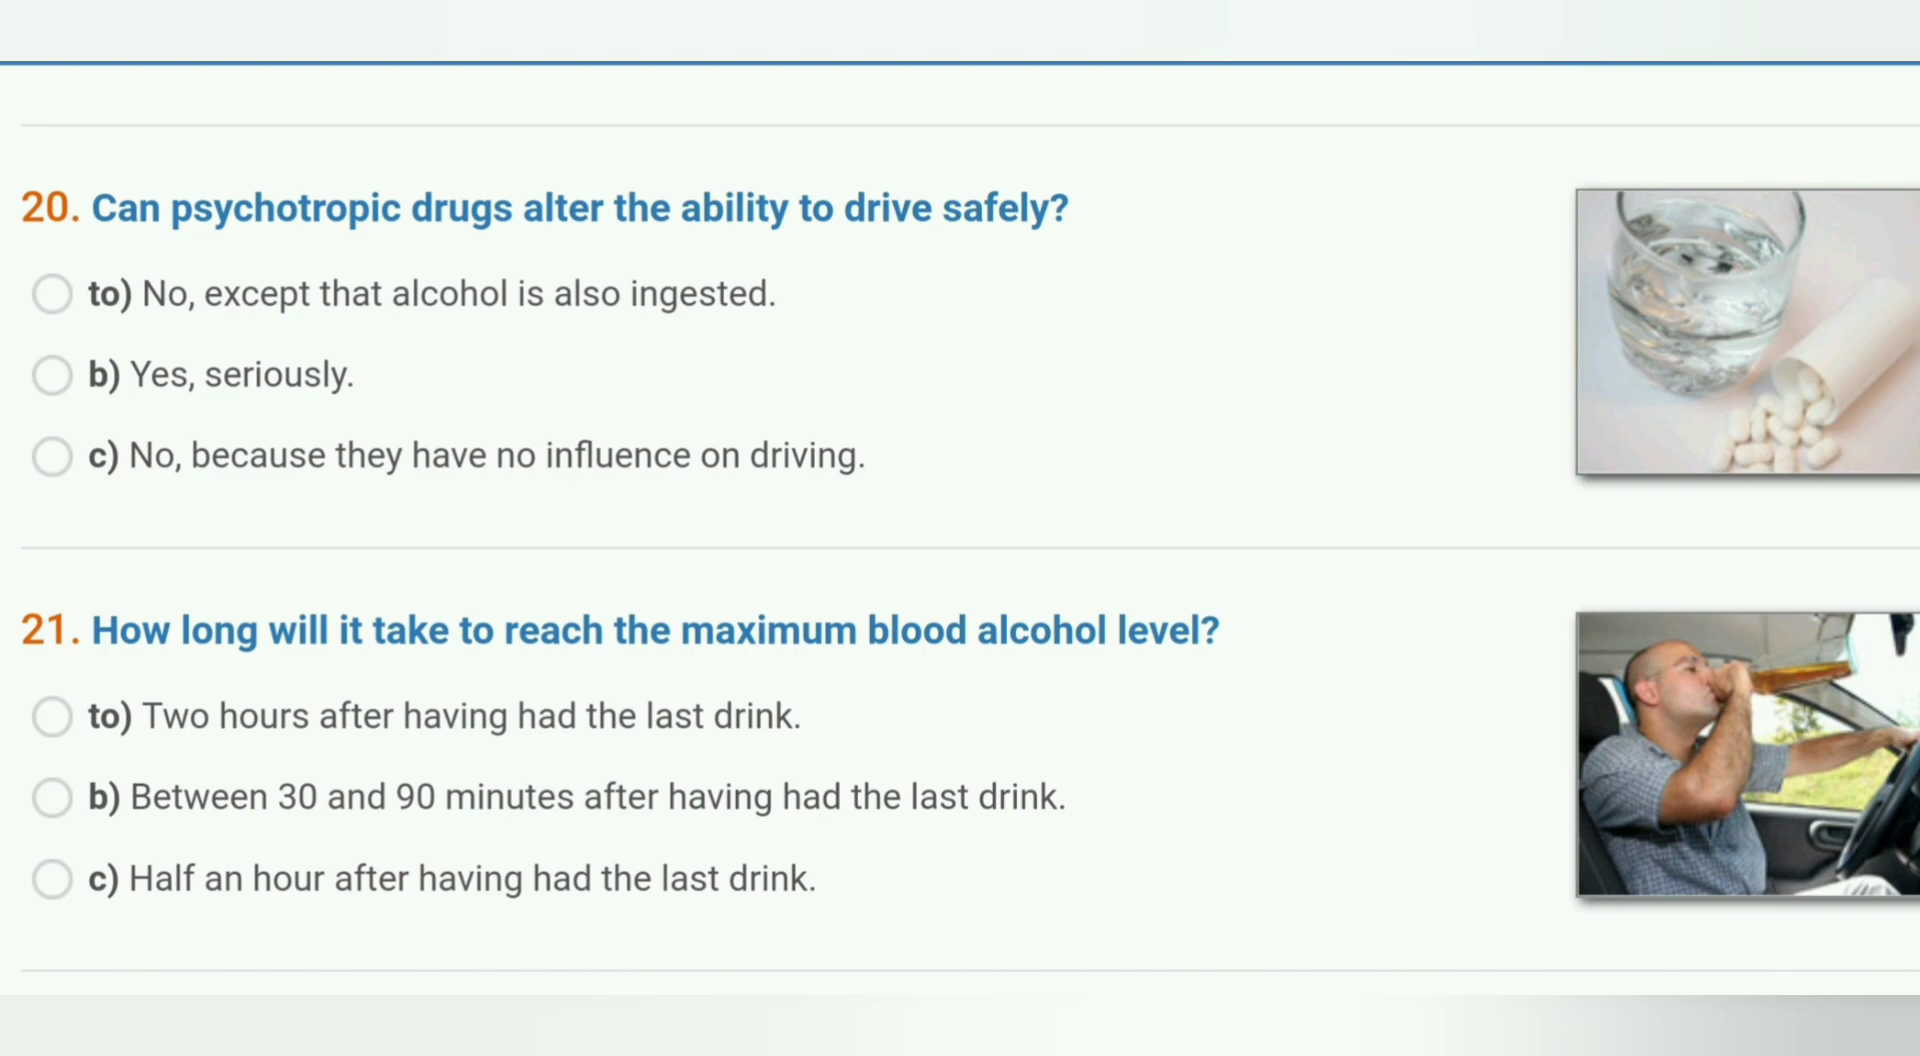 20. Can psychotropic drugs alter the ability to drive safely?
to) No, except that alcohol is also ingested.
b) Yes, seriously.
c) No, because they have no influence on driving.
21. How long will it take to reach the maximum blood alcohol level?
to) Two hours after having had the last drink.
b) Between 30 and 90 minutes after having had the last drink.
c) Half an hour after having had the last drink.